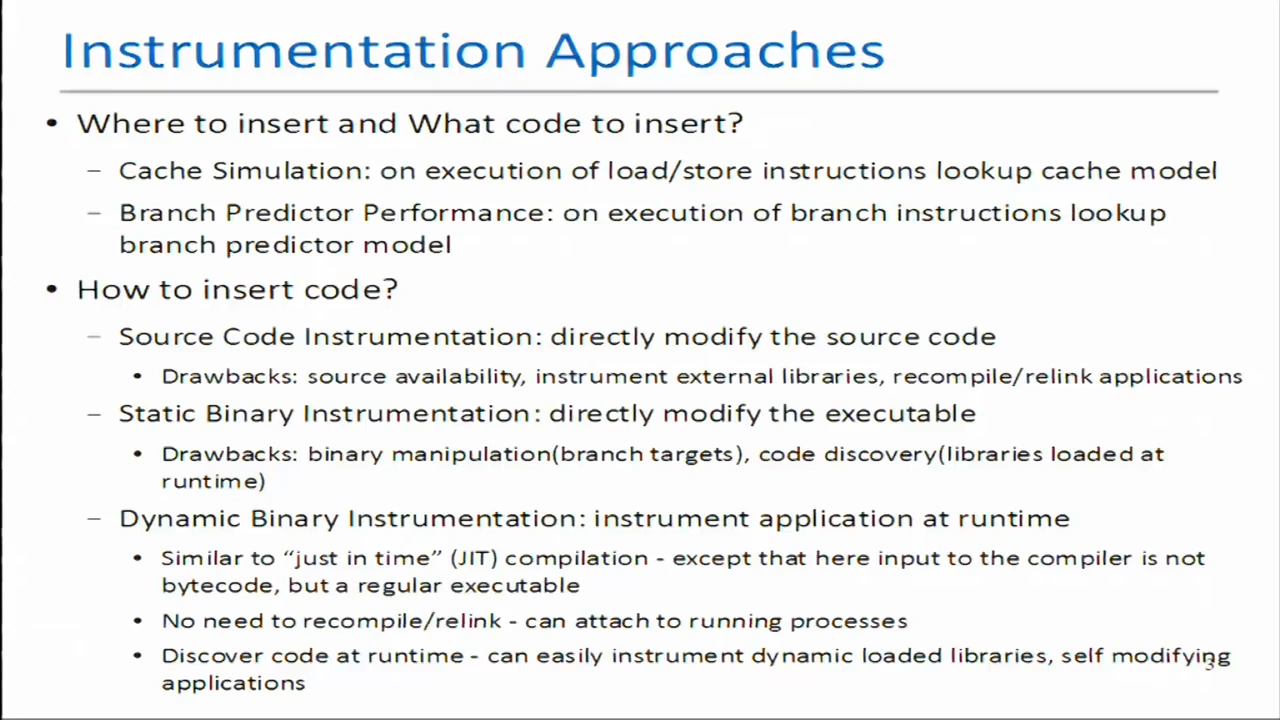 Instrumentation Approaches
• Where to insert and What code to insert?
– Cache Simulation: on execution of load/store instructions lookup cache model
– Branch Predictor Performance: on execution of branch instructions lookup
branch predictor model
• How to insert code?
– Source Code Instrumentation: directly modify the source code
• Drawbacks: source availability, instrument external libraries, recompile/relink applications
– Static Binary Instrumentation: directly modify the executable
• Drawbacks: binary manipulation(branch targets), code discovery(libraries loaded at
runtime)
– Dynamic Binary Instrumentation: instrument application at runtime
• Similar to “just in time” (JIT) compilation - except that here input to the compiler is not
bytecode, but a regular executable
• No need to recompile/relink - can attach to running processes
• Discover code at runtime - can easily instrument dynamic loaded libraries, self modifying
applications
3